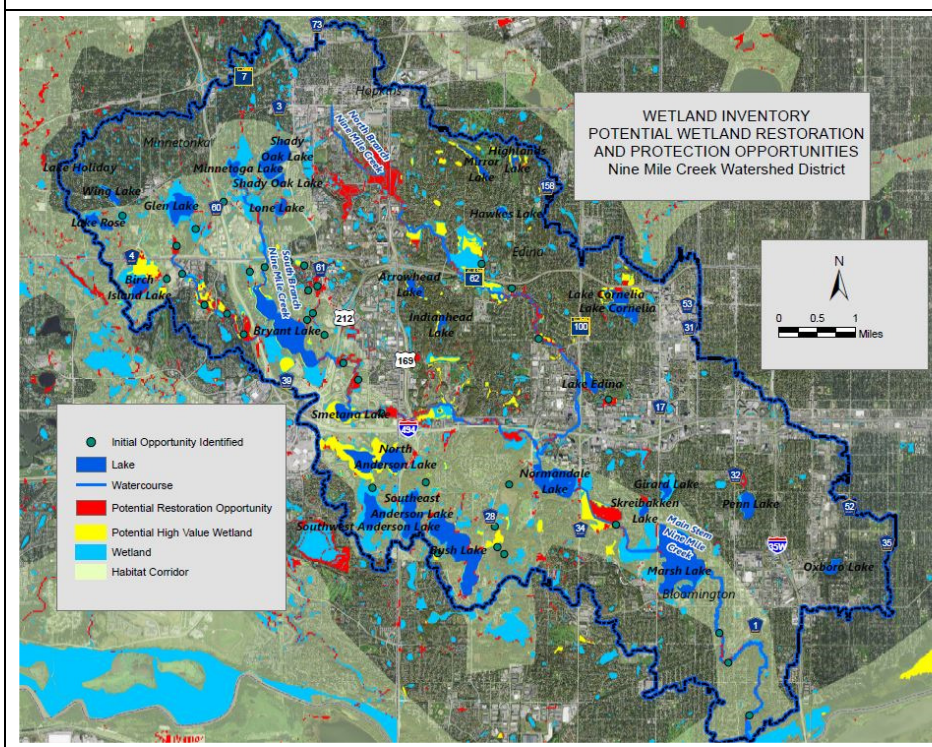 73
7
Hopkins
3
North Branch
Nine Mile Creek
WETLAND INVENTORY
POTENTIAL WETLAND RESTORATION
AND PROTECTION OPPORTUNITIES
Nine Mile Creek Watershed District
Minnetonka
Shady
Oak Lake
Highlands
Lake
Mirror
Lake
Lake Holiday
Minnetoga Lake
Shady Oak Lake
158
Wing Lake
Glen Lake
60
Lone Lake
Hawkes Lake
Lake Rose
Edina
4
Birch
Island Lake
South Branch
Nine Mile Creek
61
Arrowhead
Lake
62
N
Lake Cornelia
Lake Cornelia
53
0 0.5 1
Miles
Bryant Lake
212
Indianhead
Lake
100
31
169
39
Lake Edina
17
Smetana Lake
494
Initial Opportunity Identified
Lake
Watercourse
Potential Restoration Opportunity
Potential High Value Wetland
Wetland
Habitat Corridor
North
Anderson Lake
Normandale
Lake
Girard Lake
32
Penn Lake
Southeast
Anderson Lake
Southwest Anderson Lake
28
Skreibakken
Lake
34
52
Bush Lake
Main Stem
Nine Mile
Creek
35W
35
Marsh Lake
Oxboro Lake
Bloomington
1